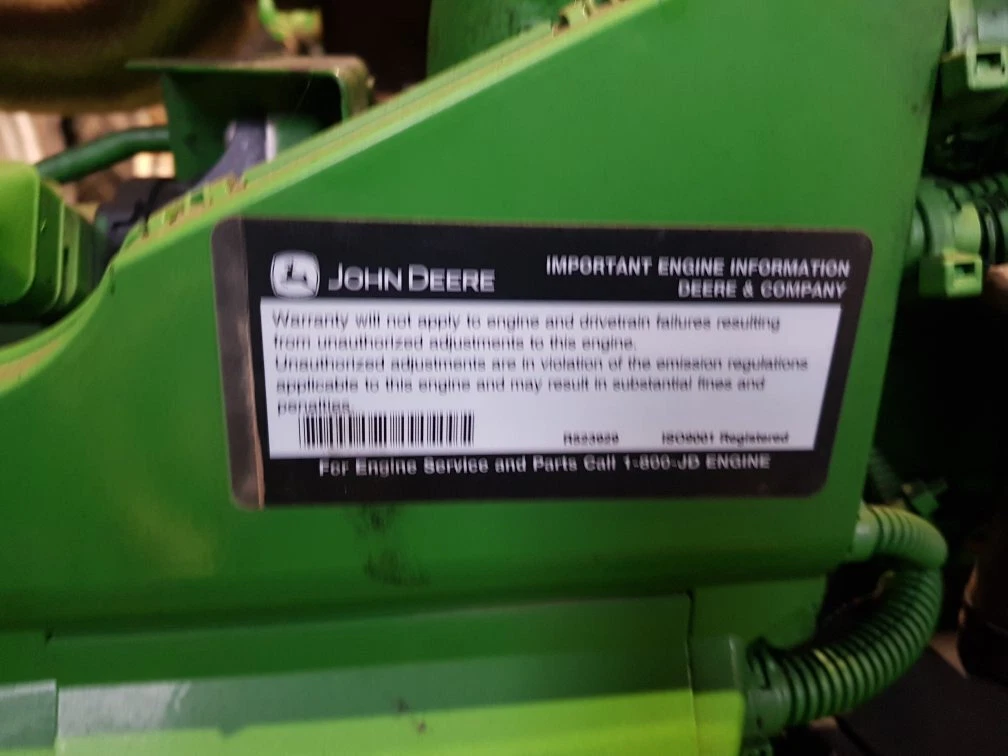 JOHN DEERE
IMPORTANT ENGINE INFORMATION
DEERE & COMPANY
Warranty will not apply to engine and drivetrain failures resulting
from unauthorized adjustments to this engine.
Unauthorized adjustments are in violation of the emission regulations
applicable to this engine and may result in substantial fines and
penalties.
ISO9001 Registered
For Engine Service and Parts Call 1-800-JD ENGINE